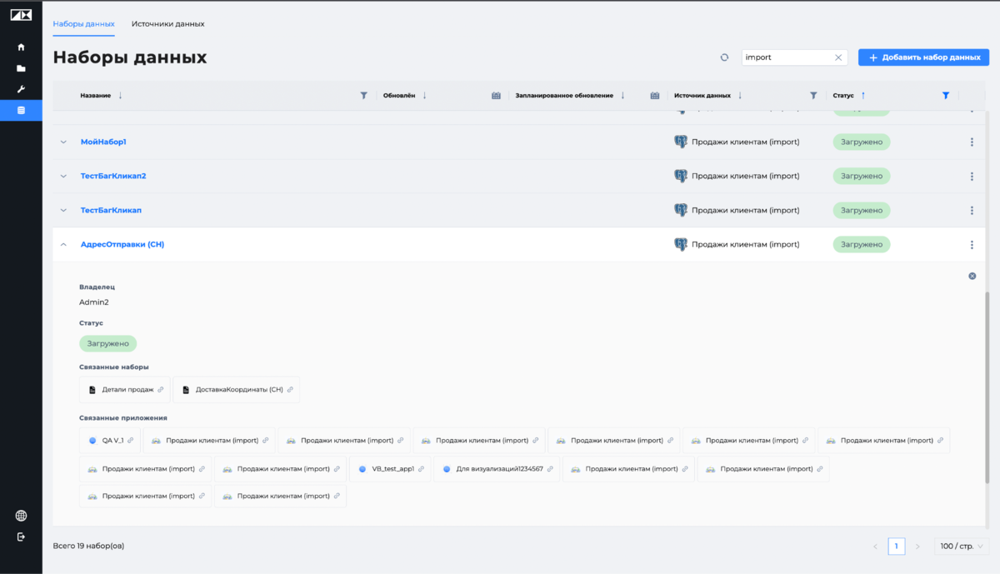 Наборы данных Источники данных
Наборы данных
import
Добавить набор данных
Название Обновлён Запланированное обновление Источник данных Статус
МойНабор1 Продажи клиентам (import) Загружено
ТестБагКликап2 Продажи клиентам (import) Загружено
ТестБагКликап Продажи клиентам (import) Загружено
АдресОтправки (СН) Продажи клиентам (import) Загружено
Владелец
Admin2
Статус
Загружено
Связанные наборы
Детали продаж ДоставкаКоординаты (СН)
Связанные приложения
QA V_1 Продажи клиентам (import) Продажи клиентам (import) Продажи клиентам (import) Продажи клиентам (import) Продажи клиентам (import) Продажи клиентам (import)
Продажи клиентам (import) Продажи клиентам (import) VB_test_app1 Для визуализаций1234567 Продажи клиентам (import) Продажи клиентам (import)
Продажи клиентам (import) Продажи клиентам (import)
Всего 19 набор(ов) 1 100 / стр.